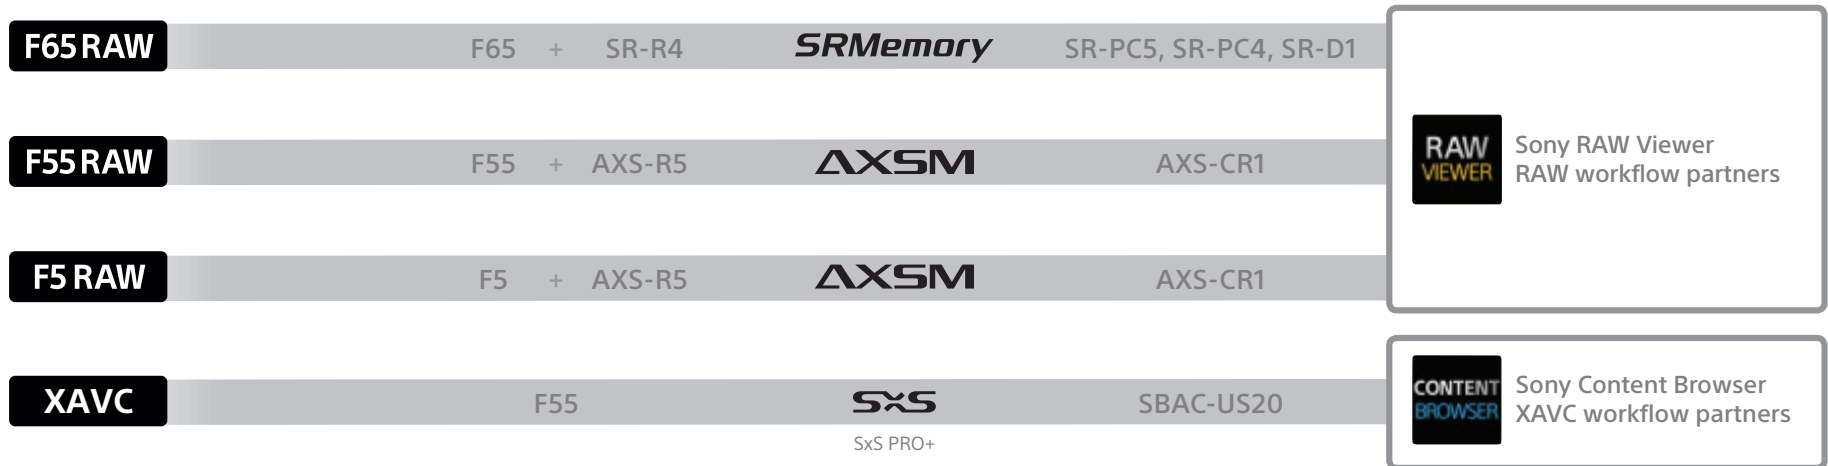 F65 RAW F65 + SR-R4 SRMemory SR-PC5, SR-PC4, SR-D1
F55 RAW F55 + AXS-R5 AXSM AXS-CR1
RAW
VIEWER
Sony RAW Viewer
RAW workflow partners
F5 RAW F5 + AXS-R5 AXSM AXS-CR1
XAVC F55 SxS SBAC-US20
SxS PRO+
CONTENT
BROWSER
Sony Content Browser
XAVC workflow partners